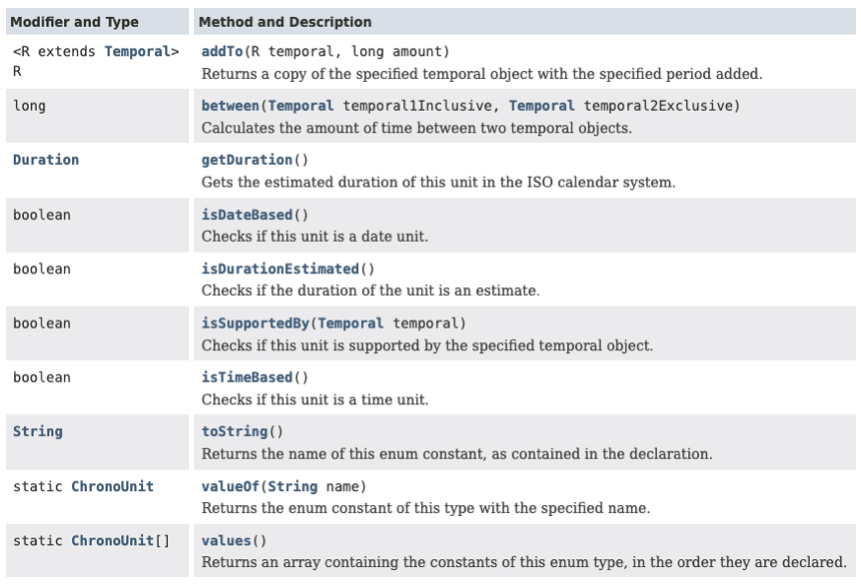 Modifier and Type Method and Description
<R extends Temporal> addTo(R temporal, long amount)
R Returns a copy of the specified temporal object with the specified period added.
long between(Temporal temporal1Inclusive, Temporal temporal2Exclusive)
Calculates the amount of time between two temporal objects.
Duration getDuration()
Gets the estimated duration of this unit in the ISO calendar system.
boolean isDateBased()
Checks if this unit is a date unit.
boolean isDurationEstimated()
Checks if the duration of the unit is an estimate.
boolean isSupportedBy(Temporal temporal)
Checks if this unit is supported by the specified temporal object.
boolean isTimeBased()
Checks if this unit is a time unit.
String toString()
Returns the name of this enum constant, as contained in the declaration.
static ChronoUnit valueOf(String name)
Returns the enum constant of this type with the specified name.
static ChronoUnit[] values()
Returns an array containing the constants of this enum type, in the order they are declared.